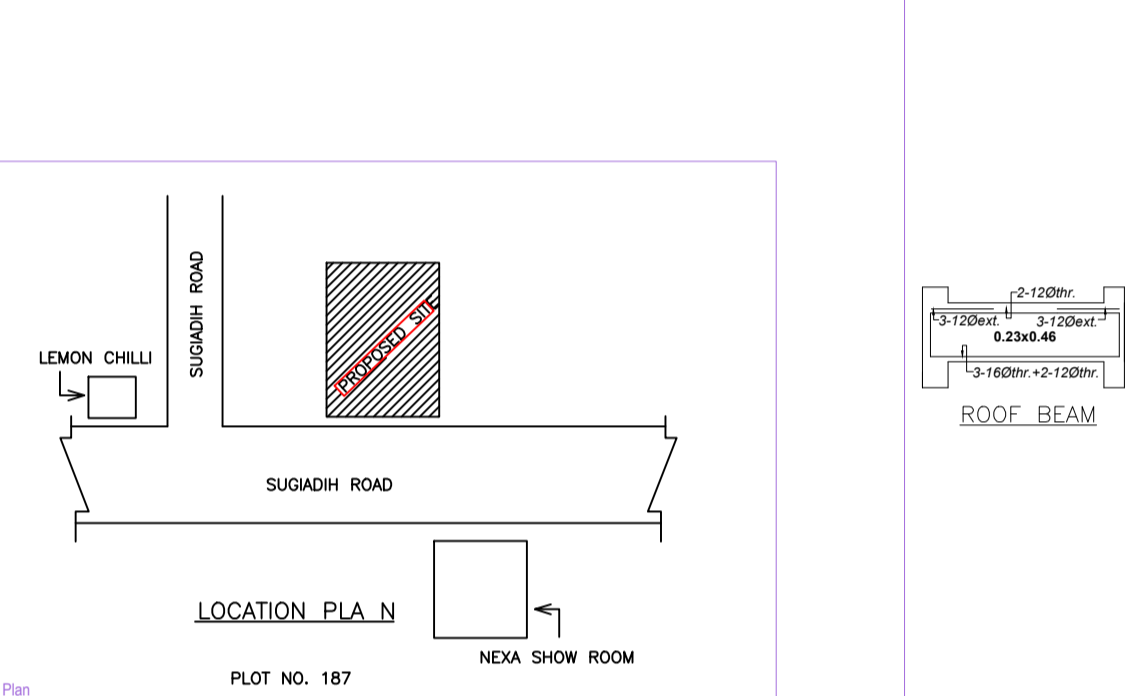 SUGIADIH ROAD
LEMON CHILLI
PROPOSED SITE
SUGIADIH ROAD
LOCATION PLA N
NEXA SHOW ROOM
PLOT NO. 187
Plan
2-12Øthr.
3-12Øext. 3-12Øext.
0.23x0.46
3-16Øthr.+2-12Øthr.
ROOF BEAM